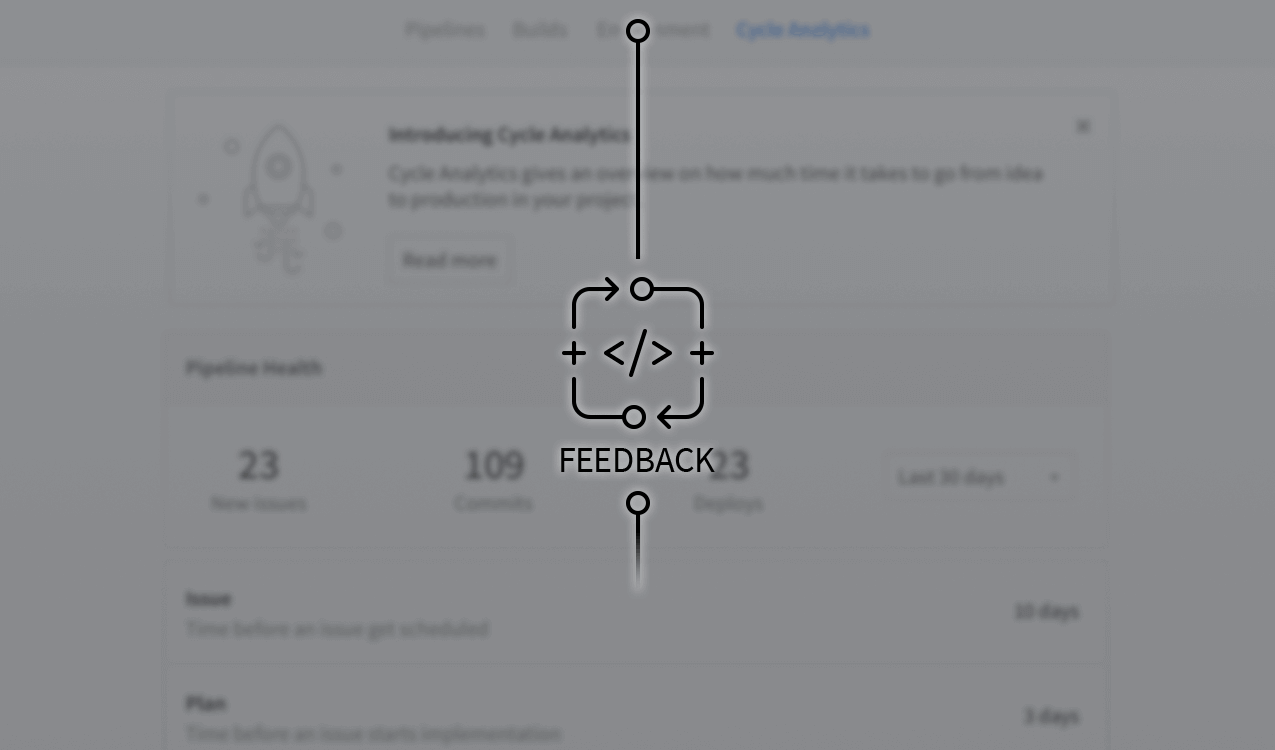 Pipelines Builds Cycle Analytics
Introducing Cycle Analytics
Cycle Analytics gives an on how much time it takes to go from idea
to production in your
Read more
</>
Pipeline Health
FEEDBACK
23 109 23
New issues Commits Deploys
Last 30 days
Issue
Time before an issue get scheduled
10 days
Plan
Time before an issue starts implementation
3 days